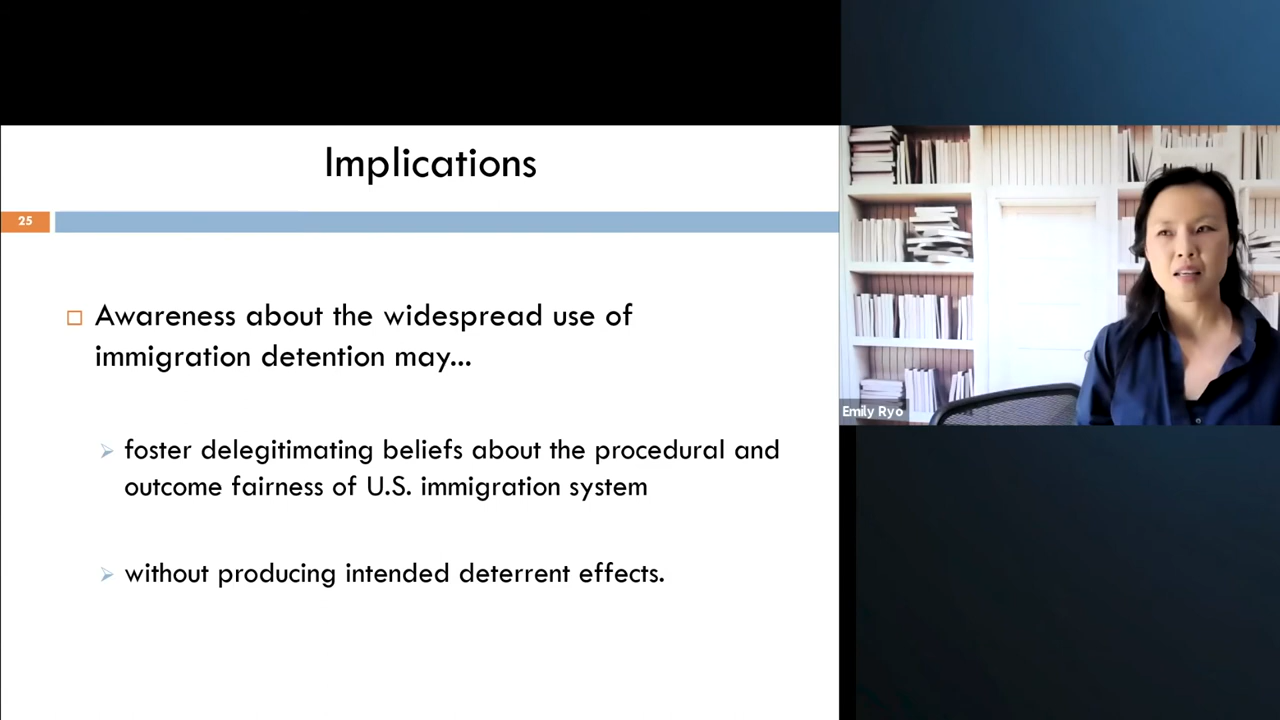 Implications
25
Awareness about the widespread use of
immigration detention may...
foster delegitimating beliefs about the procedural and
outcome fairness of U.S. immigration system
without producing intended deterrent effects.
Emily Ryo